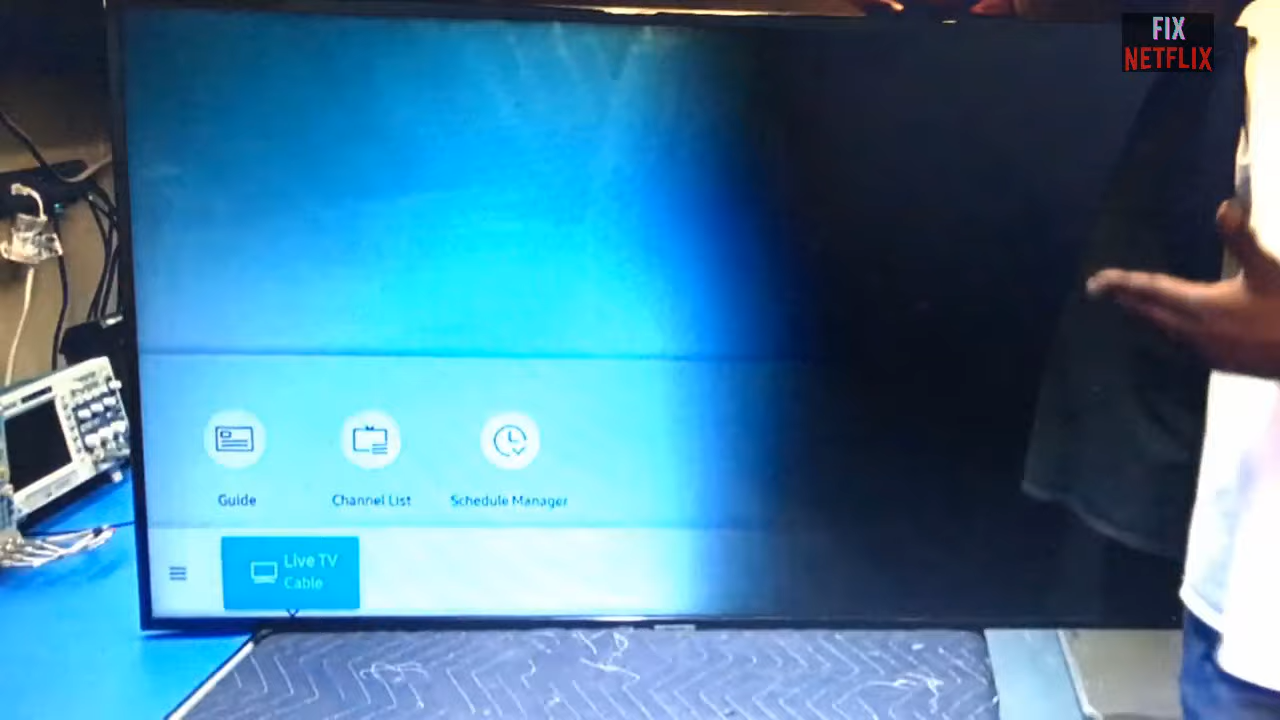 FIX
NETFLIX
Guide
Channel List
Schedule Manager
Live TV
Cable